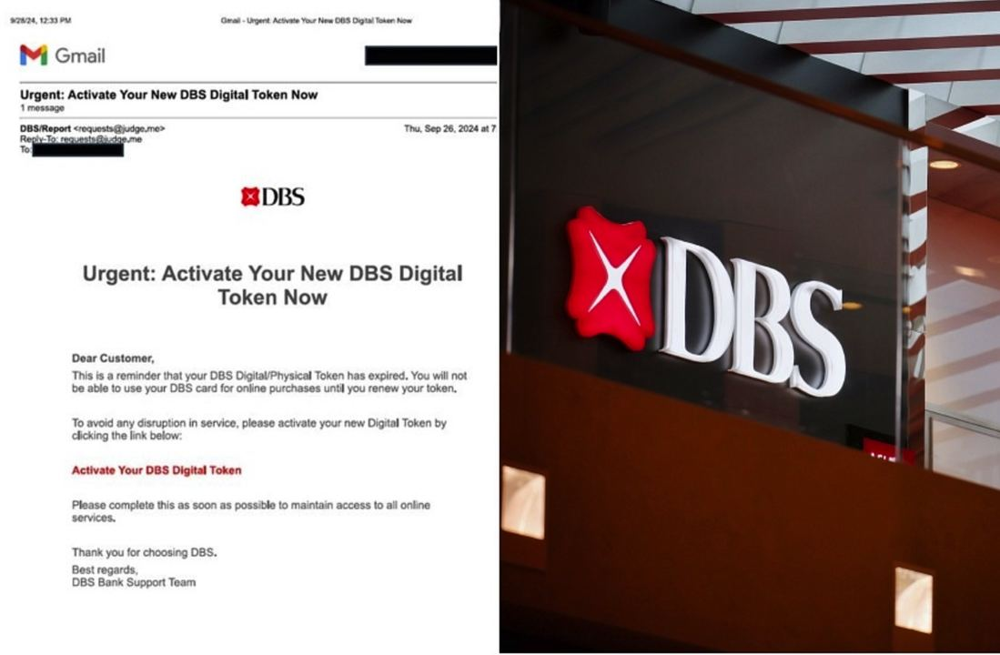 9/28/24, 12:33 PM
Gmail - Urgent: Activate Your New DBS Digital Token Now
Gmail
Urgent: Activate Your New DBS Digital Token Now
1 message
DBS/Report <requests@judge.me>
Thu, Sep 26, 2024 at 7
Reply-To: requests@judge.me
To:
DBS
Urgent: Activate Your New DBS Digital
Token Now
Dear Customer,
This is a reminder that your DBS Digital/Physical Token has expired. You will not
be able to use your DBS card for online purchases until you renew your token.
To avoid any disruption in service, please activate your new Digital Token by
clicking the link below:
Activate Your DBS Digital Token
Please complete this as soon as possible to maintain access to all online
services.
Thank you for choosing DBS.
Best regards,
DBS Bank Support Team
DBS